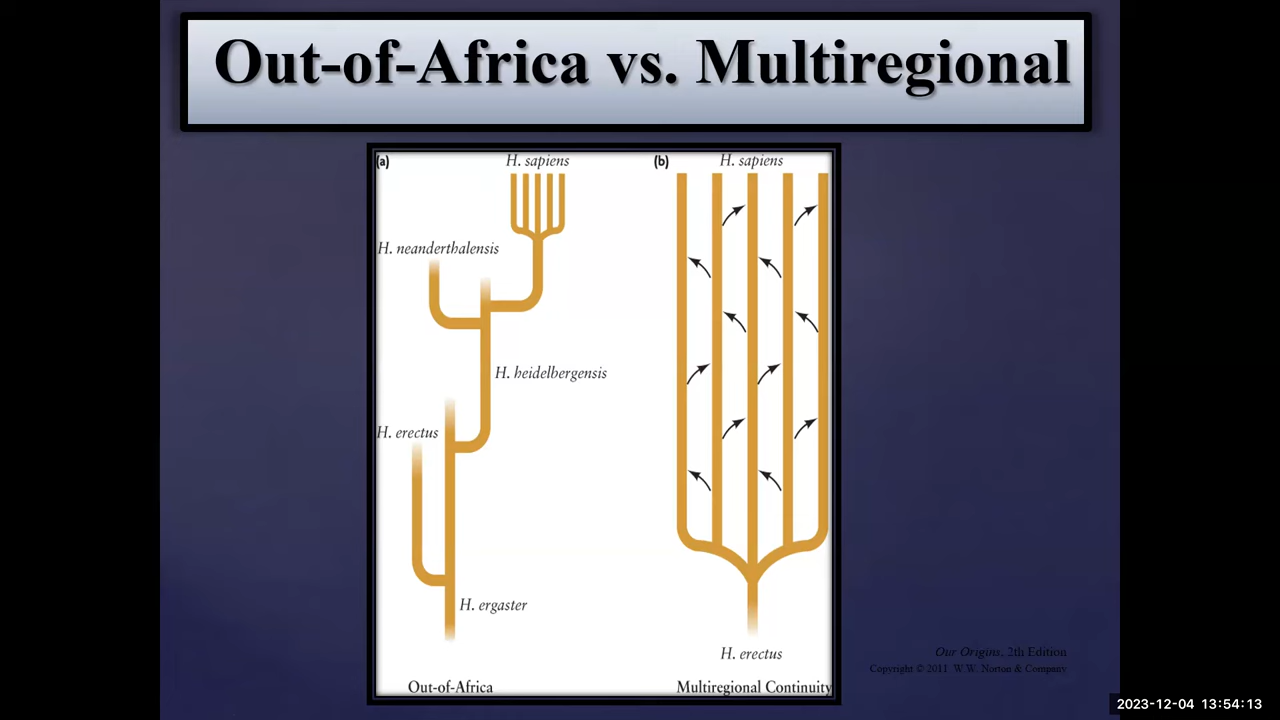 Out-of-Africa vs. Multiregional
(a)
H. sapiens
H. neanderthalensis
H. heidelbergensis
H. erectus
H. ergaster
Out-of-Africa
(b)
H. sapiens
H. erectus
Multiregional Continuity
Our Origins, 2th Edition
Copyright © 2011 W.W. Norton & Company
2023-12-04 13:54:13